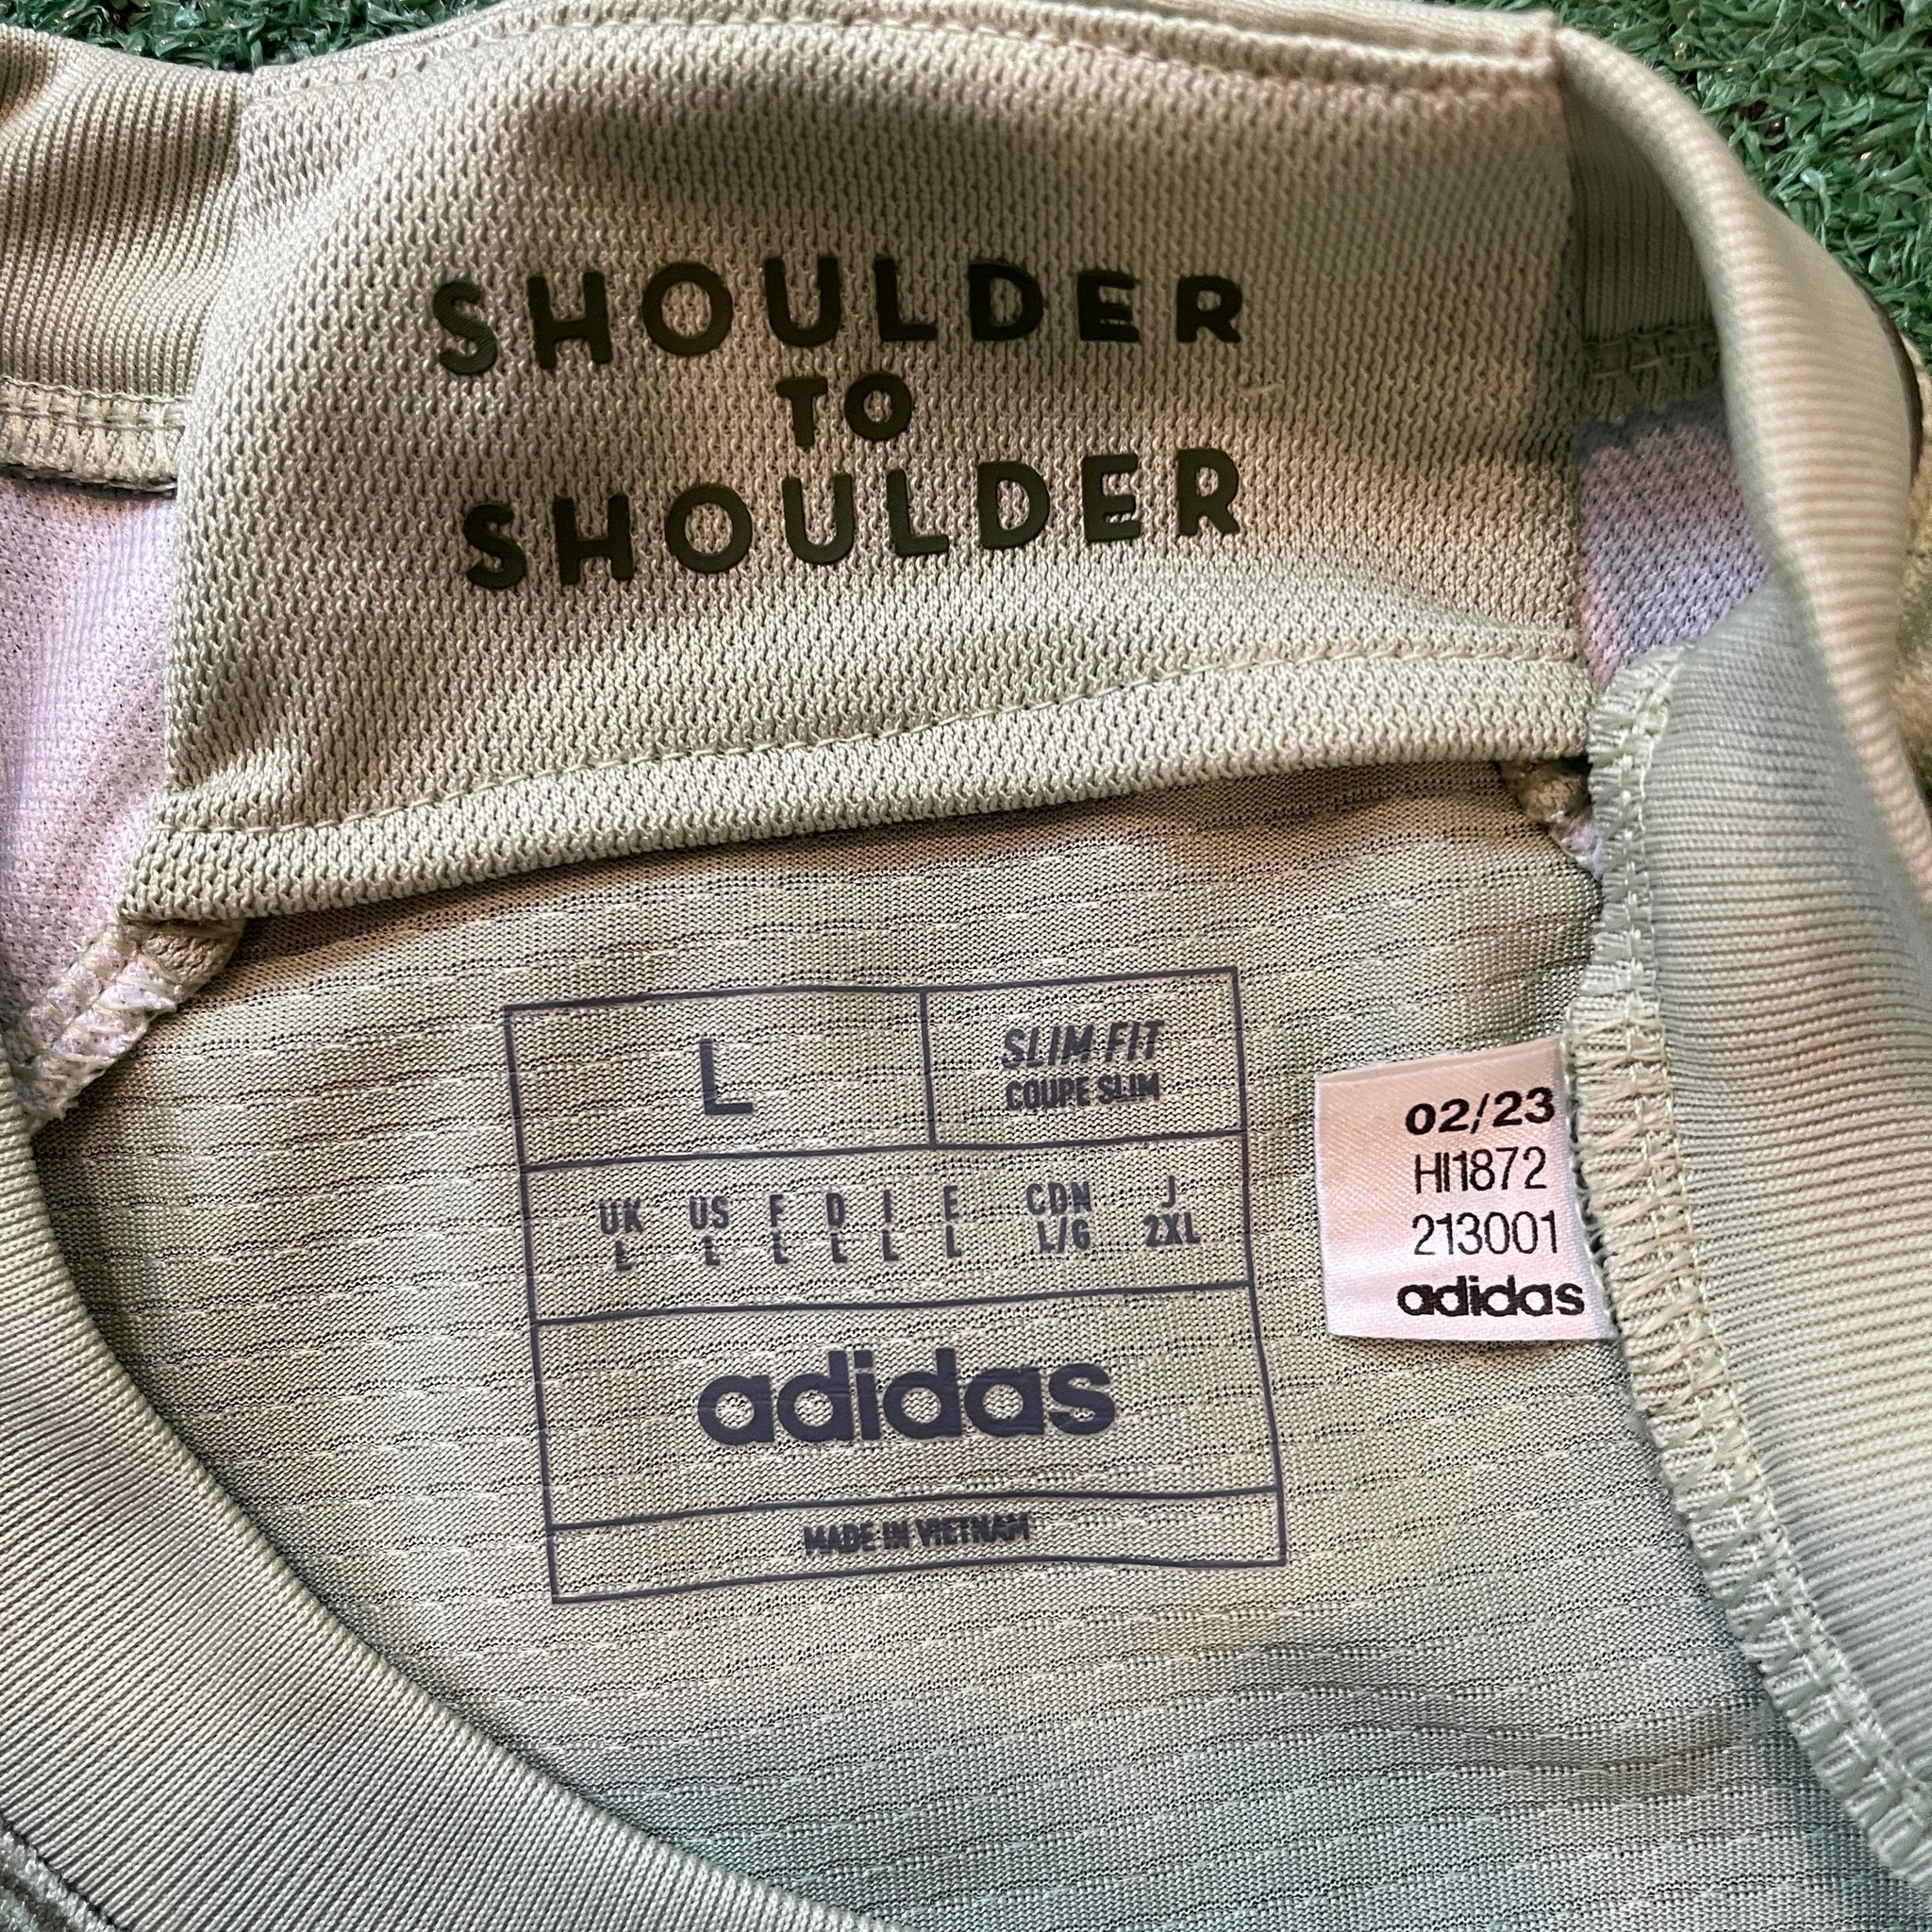 SHOULDER
TO
SHOULDER
L
SLIM FIT
COUPE SLIM
UK US F D I E CDN J
L L L L L L L/G 2XL
adidas
MADE IN VIETNAM
02/23
HI1872
213001
adidas